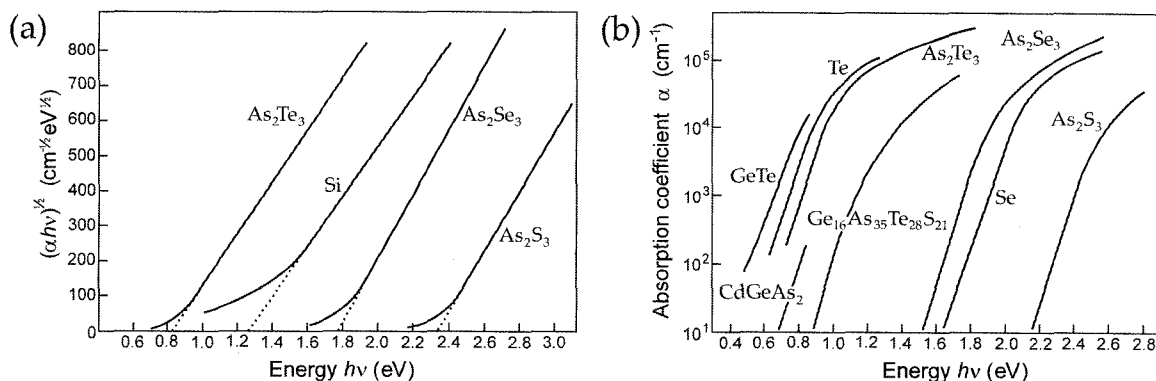 (a)
(αhν)^½ (cm^-½eV^½)
800
700
600
500
400
300
200
100
0
As₂Te₃
Si
As₂Se₃
As₂S₃
0.6 0.8 1.0 1.2 1.4 1.6 1.8 2.0 2.2 2.4 2.6 2.8 3.0
Energy hν (eV)
(b)
Absorption coefficient α (cm⁻¹)
10⁵
10⁴
10³
10²
10¹
Te
As₂Te₃
As₂Se₃
As₂S₃
GeTe
Ge₁₆As₃₅Te₂₈S₂₁
Se
CdGeAs₂
0.4 0.6 0.8 1.0 1.2 1.4 1.6 1.8 2.0 2.2 2.4 2.6 2.8
Energy hν (eV)